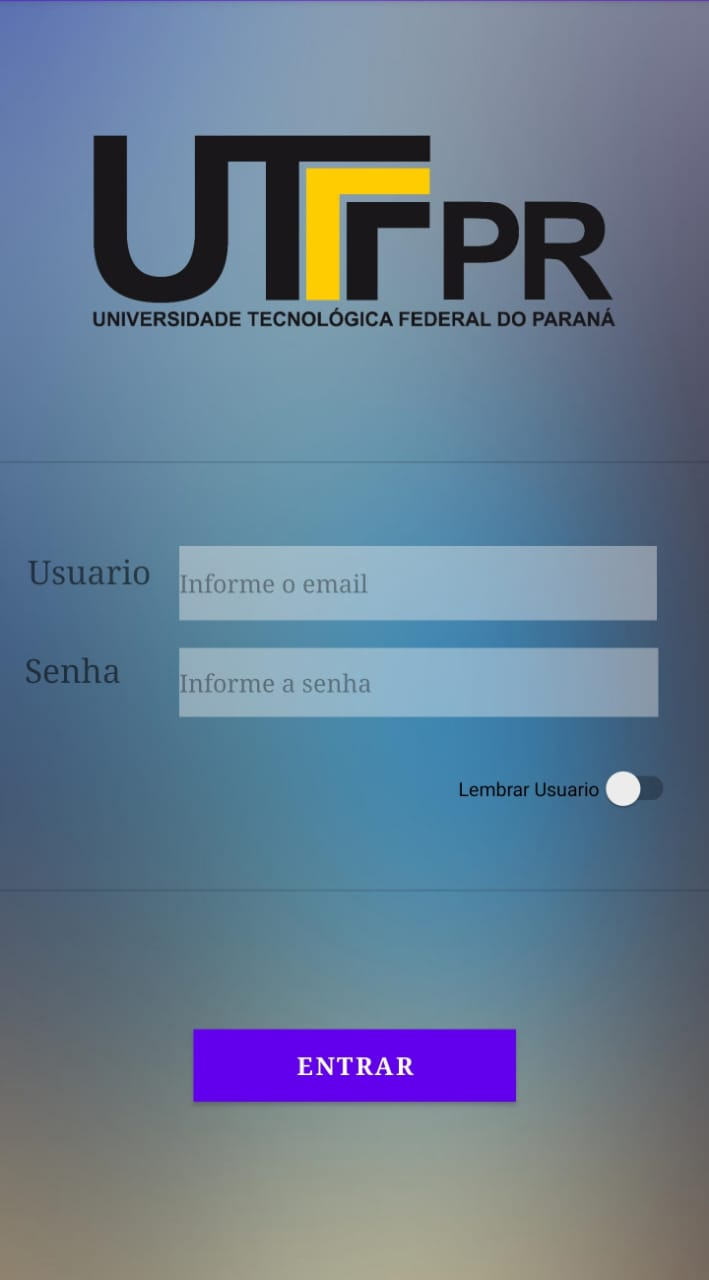 UTFPR
UNIVERSIDADE TECNOLÓGICA FEDERAL DO PARANÁ
Usuario
Informe o email
Senha
Informe a senha
Lembrar Usuario
ENTRAR